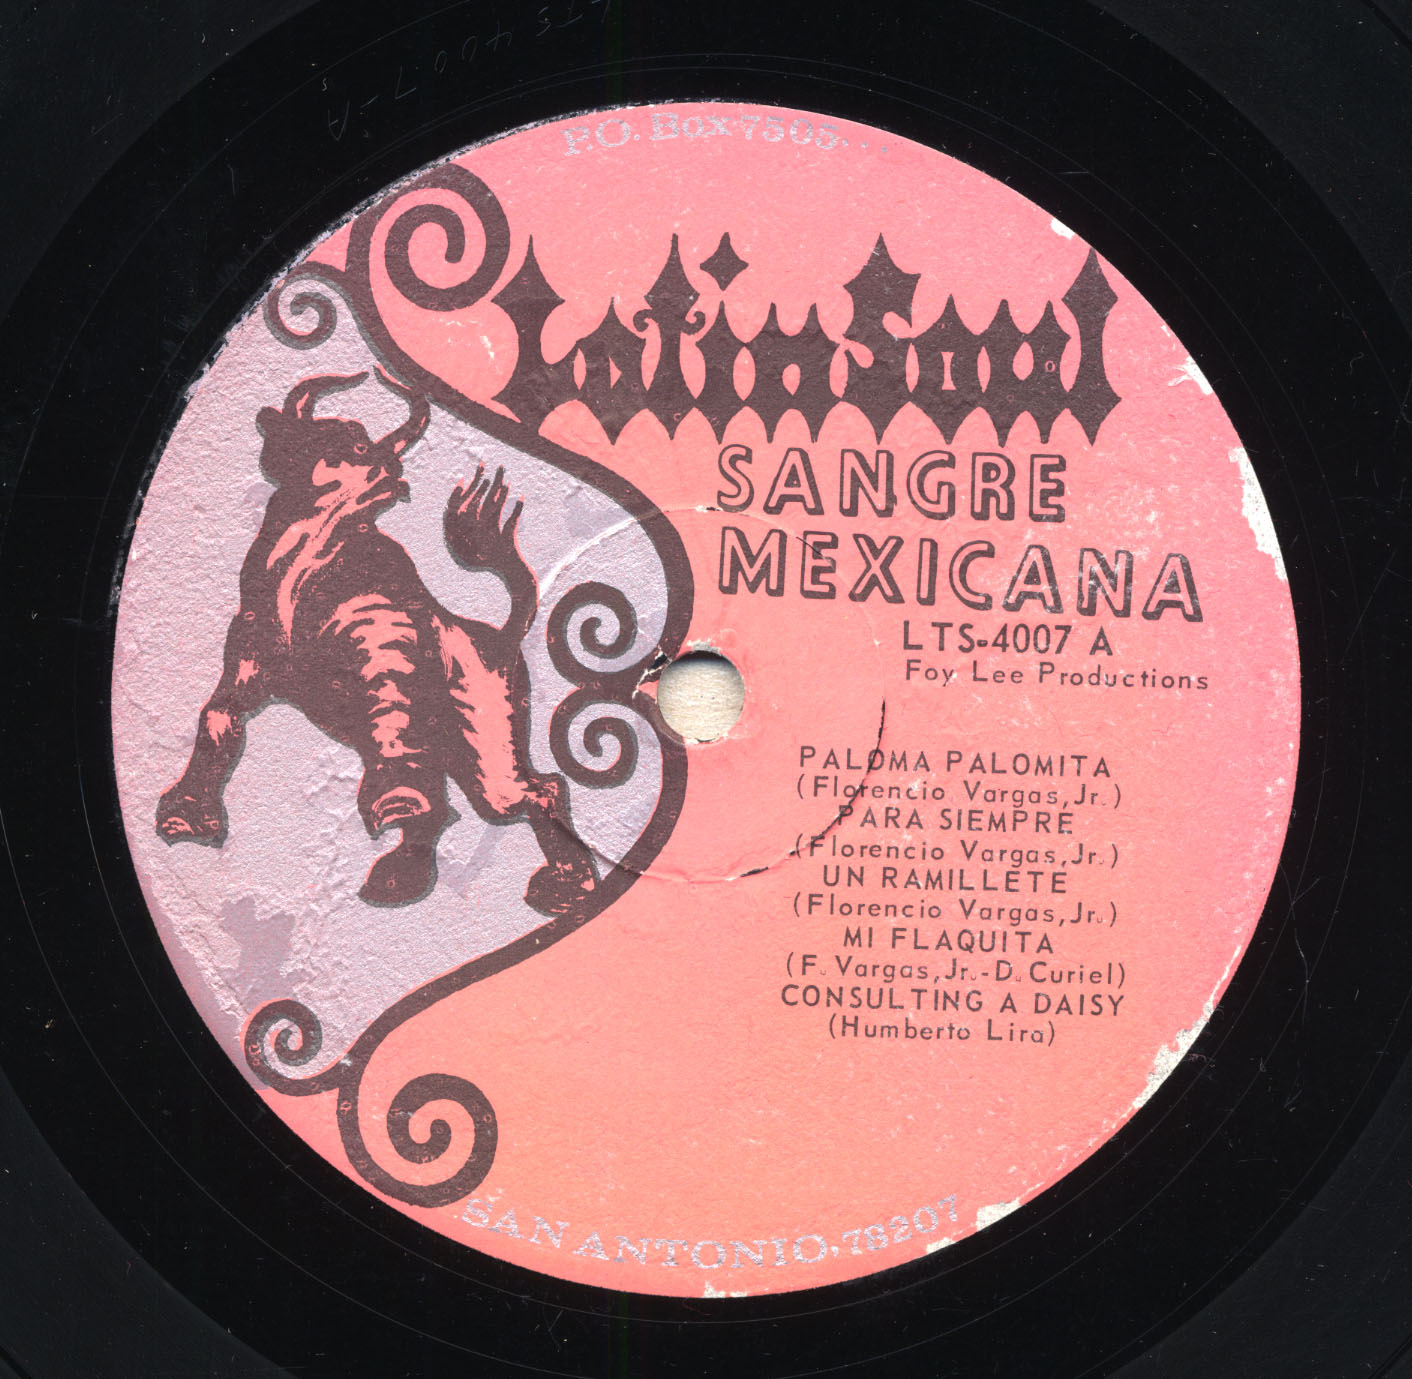 LTS 4007-A
P.O. Box 7505...
Latin Soul
SANGRE
MEXICANA
LTS-4007 A
Foy Lee Productions
PALOMA PALOMITA
(Florencio Vargas, Jr.)
PARA SIEMPRE
(Florencio Vargas, Jr.)
UN RAMILLETE
(Florencio Vargas, Jr.)
MI FLAQUITA
(F. Vargas, Jr.-D. Curiel)
CONSULTING A DAISY
(Humberto Lira)
SAN ANTONIO, 78207